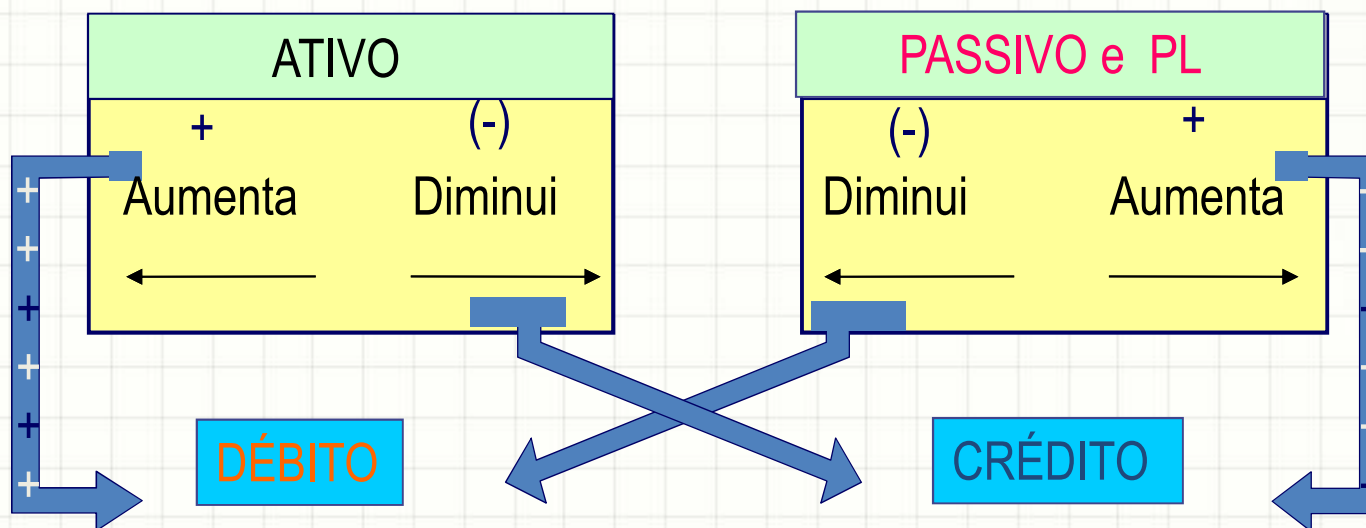 ATIVO
PASSIVO e PL
+ (-)
(-) +
Aumenta Diminui
Diminui Aumenta
+
+
+
+
+
+
DÉBITO
CRÉDITO